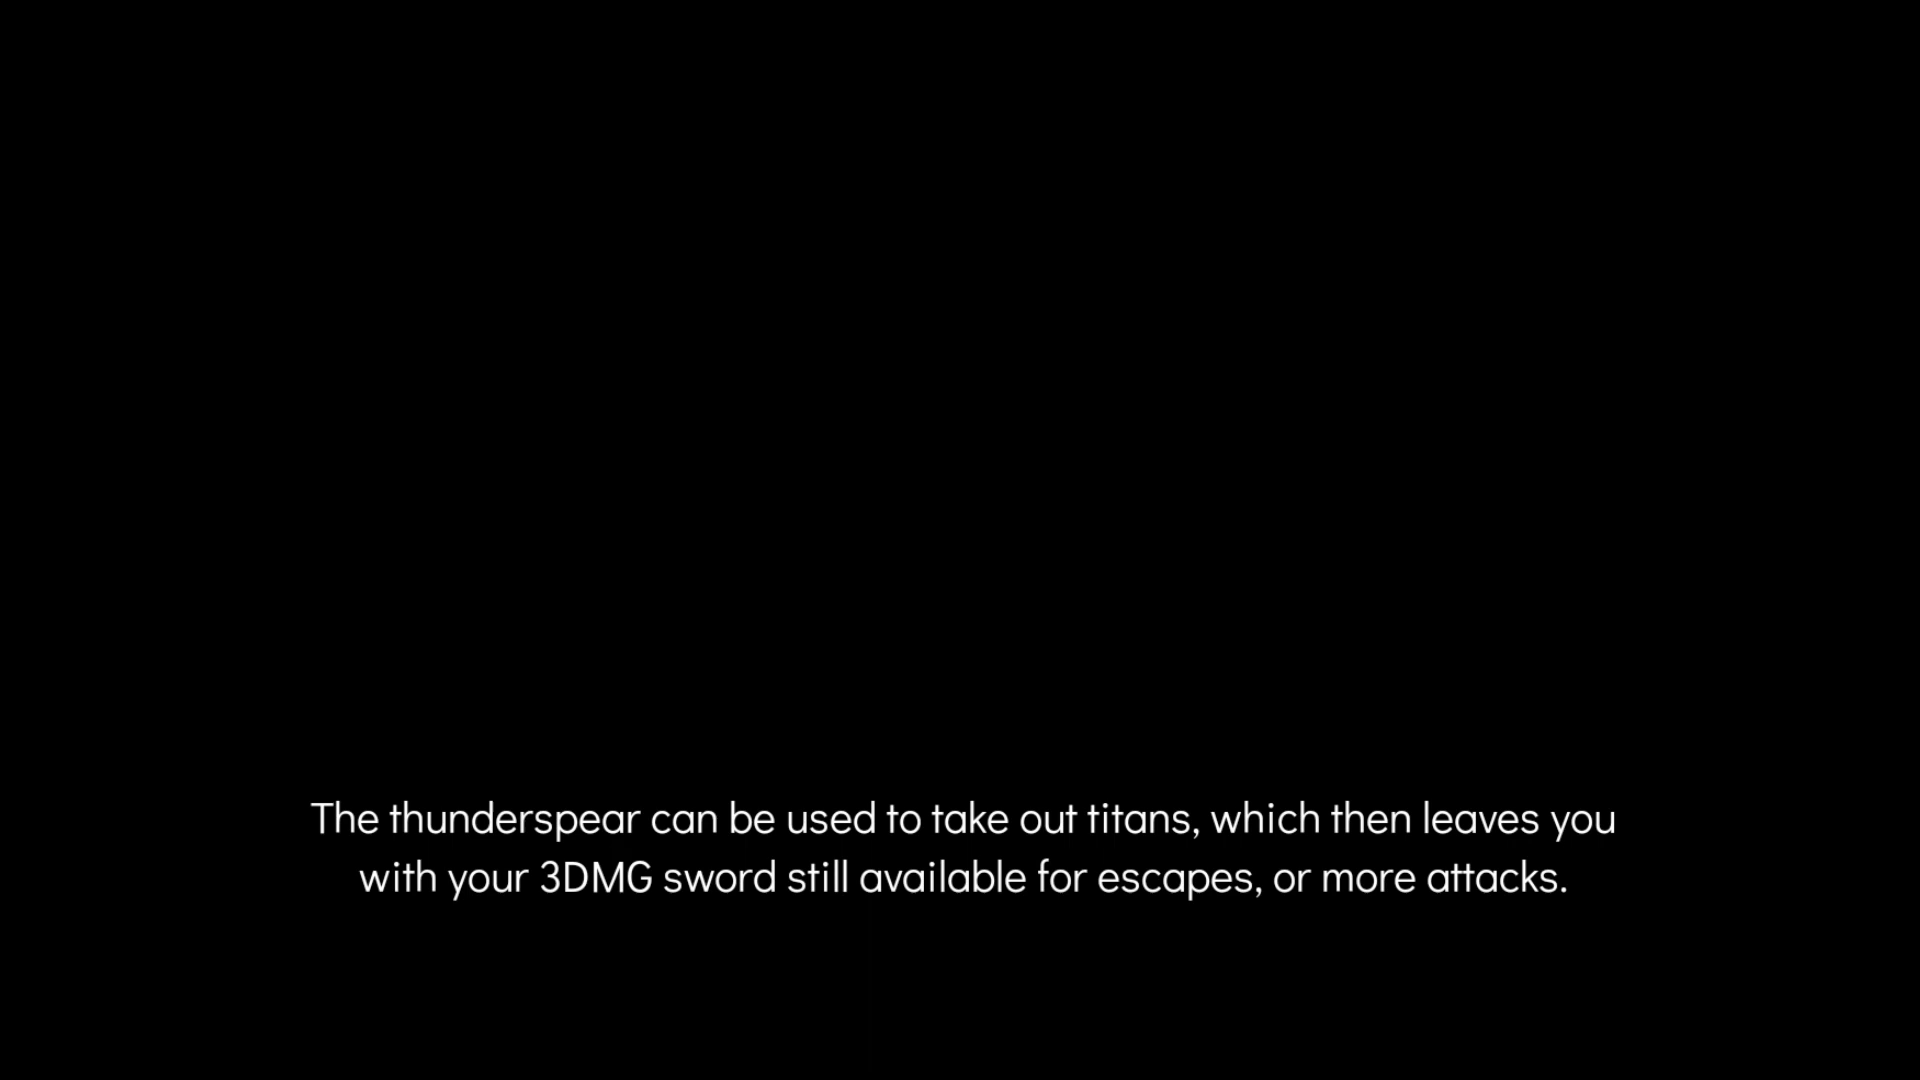 The thunderspear can be used to take out titans, which then leaves you
with your 3DMG sword still available for escapes, or more attacks.